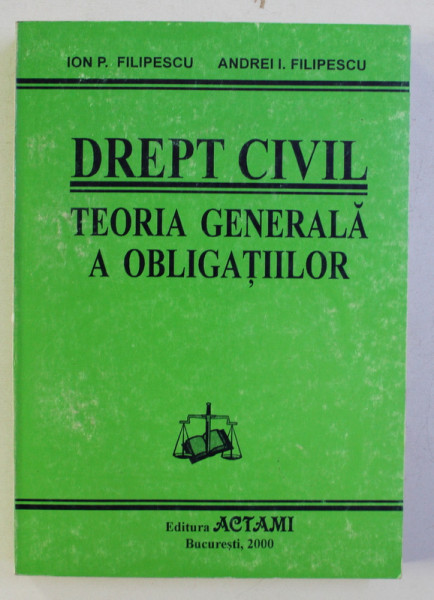 ION P. FILIPESCU ANDREI I. FILIPESCU
DREPT CIVIL
TEORIA GENERALĂ
A OBLIGAȚIILOR
Editura ACTAMI
București, 2000